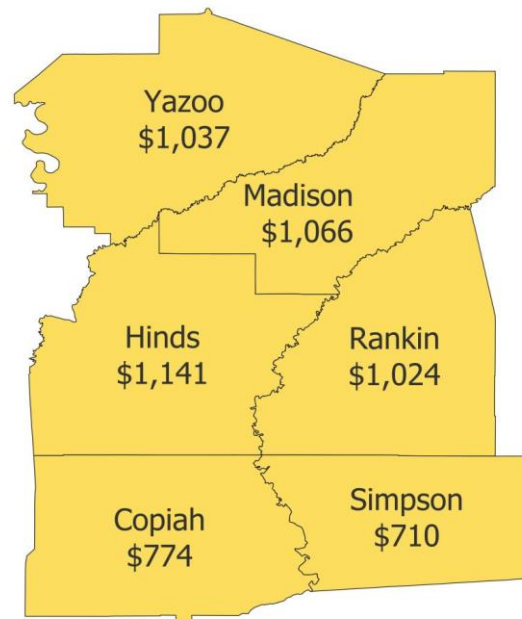 Yazoo
$1,037
Madison
$1,066
Hinds
$1,141
Rankin
$1,024
Copiah
$774
Simpson
$710